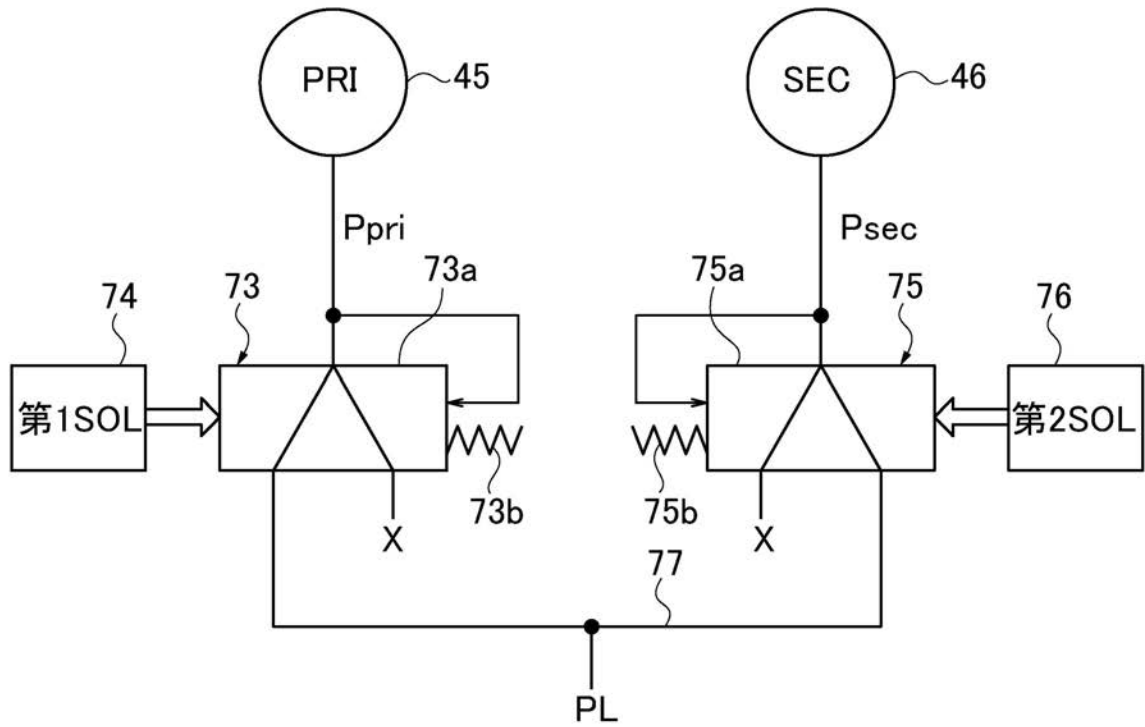 PRI
45
SEC
46
Ppri
Psec
74
73
73a
75a
75
76
第1SOL
第2SOL
73b
75b
X
X
77
PL